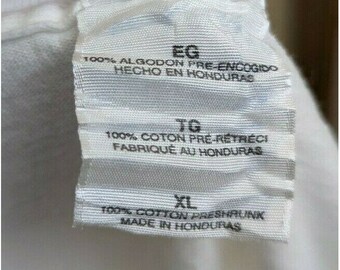 EG
100% ALGODON PRE-ENCOGIDO
HECHO EN HONDURAS
TG
100% COTON PRÉ-RÉTRÉCI
FABRIQUÉ AU HONDURAS
XL
100% COTTON PRESHRUNK
MADE IN HONDURAS